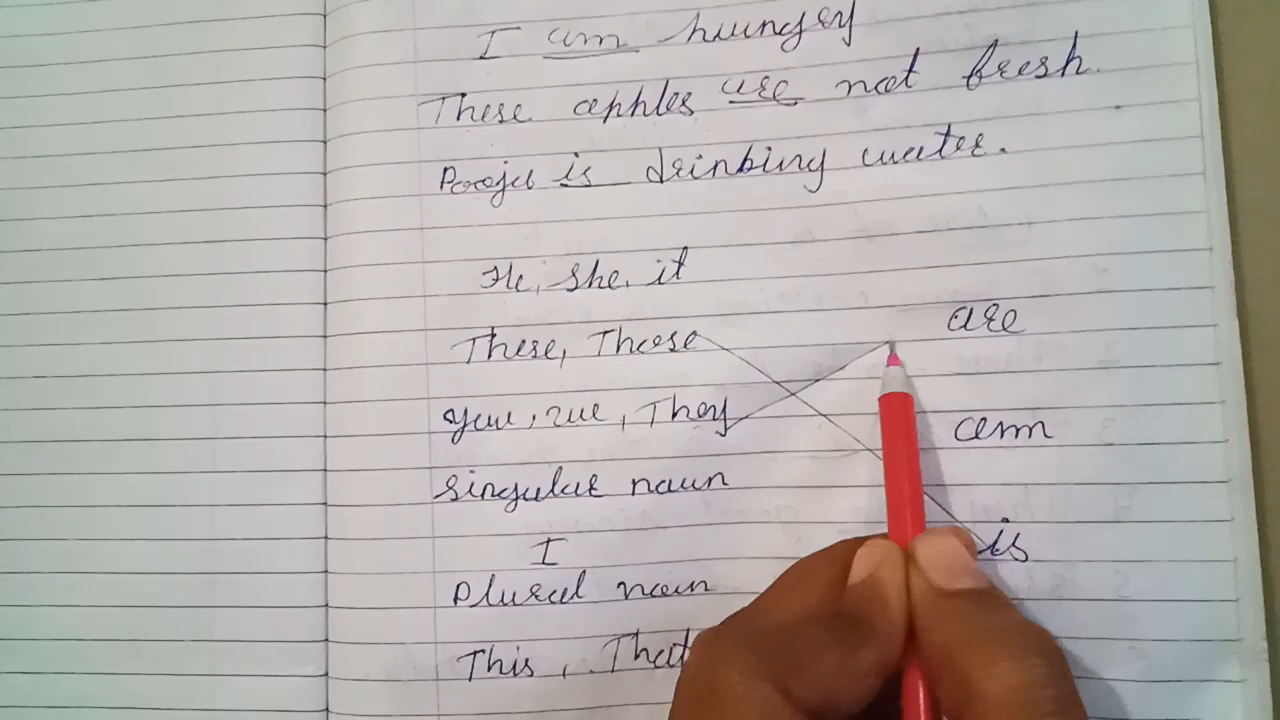 I am hungry
These apples are not fresh.
Pooja is drinking water.
He, She, it
These, Those
are
You, we, They
am
singular noun
is
I
Plural noun
This, That